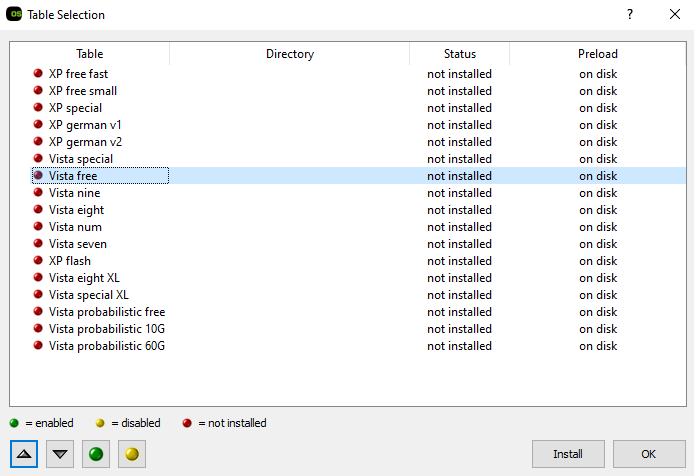 OS Table Selection ?
Table Directory Status Preload
XP free fast not installed on disk
XP free small not installed on disk
XP special not installed on disk
XP german v1 not installed on disk
XP german v2 not installed on disk
Vista special not installed on disk
Vista free not installed on disk
Vista nine not installed on disk
Vista eight not installed on disk
Vista num not installed on disk
Vista seven not installed on disk
XP flash not installed on disk
Vista eight XL not installed on disk
Vista special XL not installed on disk
Vista probabilistic free not installed on disk
Vista probabilistic 10G not installed on disk
Vista probabilistic 60G not installed on disk
= enabled = disabled = not installed
Install OK